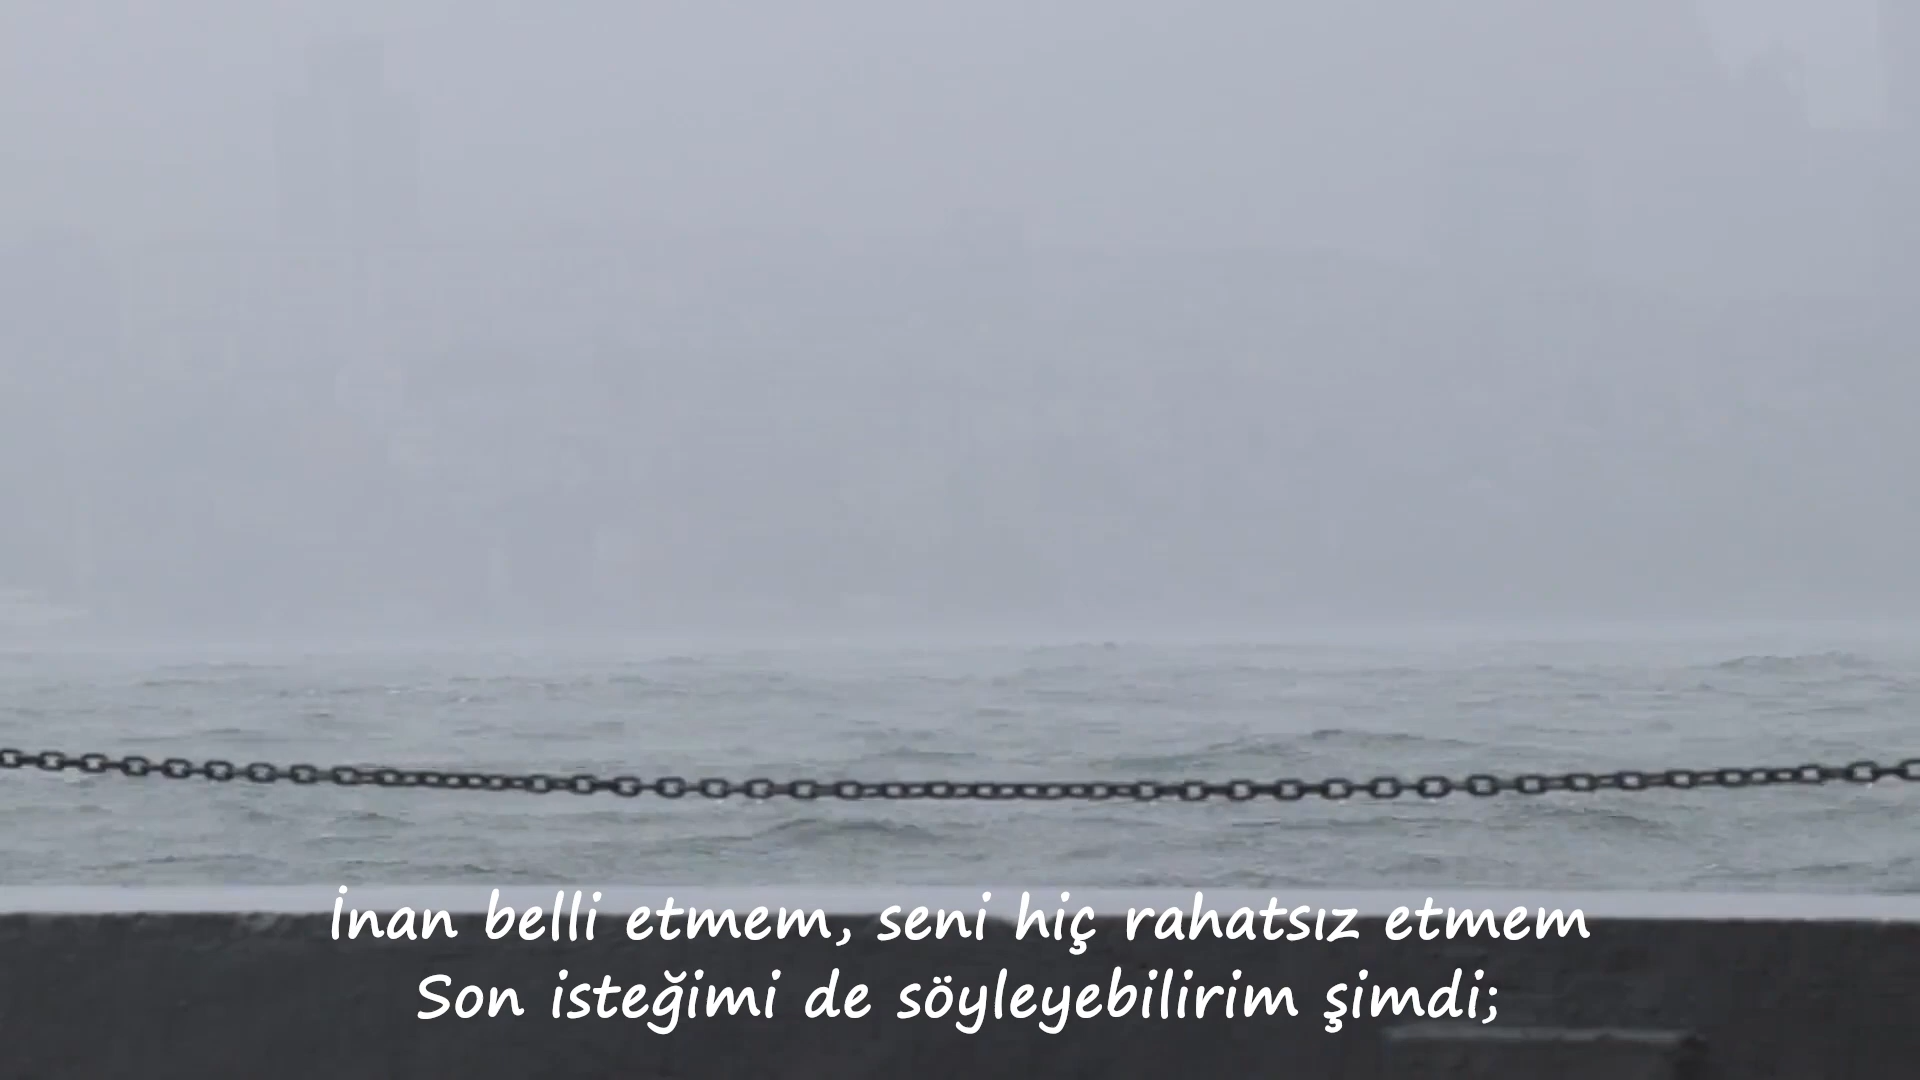 İnan belli etmem, seni hiç rahatsız etmem
Son isteğimi de söyleyebilirim şimdi;